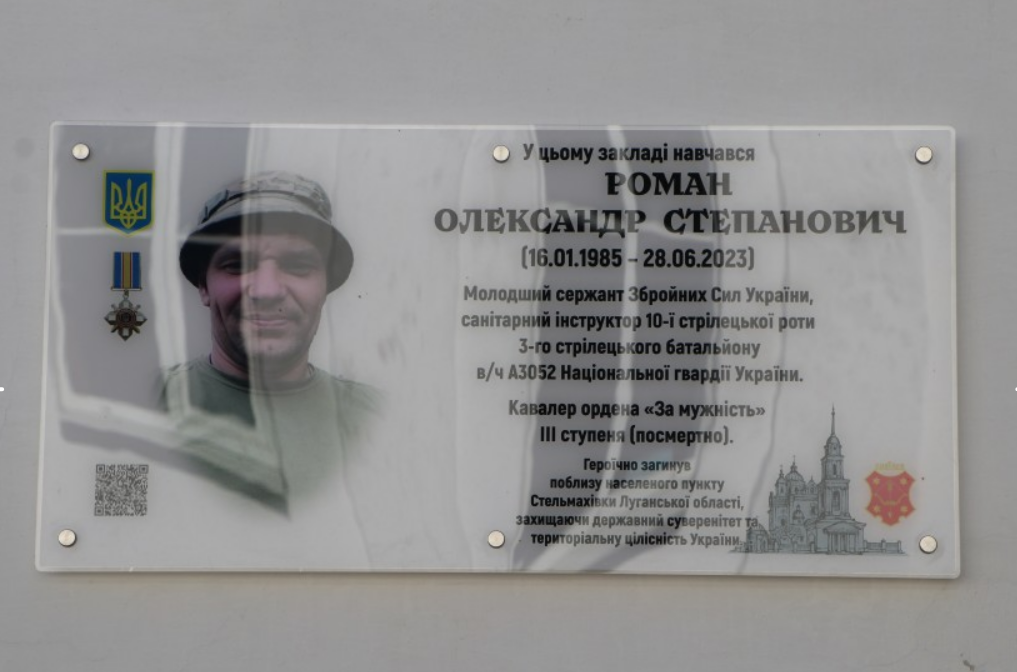 У цьому закладі навчався
РОМАН
ОЛЕКСАНДР СТЕПАНОВИЧ
(16.01.1985 – 28.06.2023)
Молодший сержант Збройних Сил України,
санітарний інструктор 10-ї стрілецької роти
3-го стрілецького батальйону
в/ч А3052 Національної гвардії України.
Кавалер ордена «За мужність»
ІІІ ступеня (посмертно).
Героїчно загинув
поблизу населеного пункту
Стельмахівки Луганської області,
захищаючи державний суверенітет та
територіальну цілісність України.